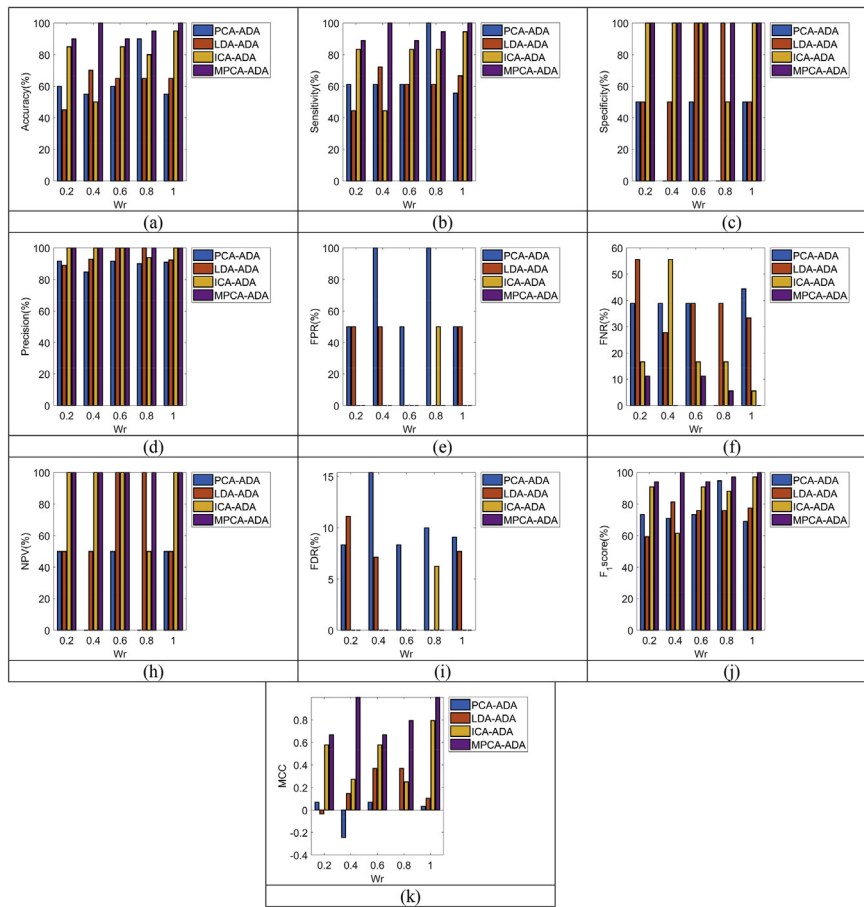 Accuracy(%)
100
80
60
40
20
0
0.2 0.4 0.6 0.8 1
Wr
PCA-ADA
LDA-ADA
ICA-ADA
MPCA-ADA
(a)
Sensitivity(%)
100
80
60
40
20
0
0.2 0.4 0.6 0.8 1
Wr
PCA-ADA
LDA-ADA
ICA-ADA
MPCA-ADA
(b)
Specificity(%)
100
80
60
40
20
0
0.2 0.4 0.6 0.8 1
Wr
PCA-ADA
LDA-ADA
ICA-ADA
MPCA-ADA
(c)
Precision(%)
100
80
60
40
20
0
0.2 0.4 0.6 0.8 1
Wr
PCA-ADA
LDA-ADA
ICA-ADA
MPCA-ADA
(d)
FPR(%)
100
80
60
40
20
0
0.2 0.4 0.6 0.8 1
Wr
PCA-ADA
LDA-ADA
ICA-ADA
MPCA-ADA
(e)
FNR(%)
60
50
40
30
20
10
0
0.2 0.4 0.6 0.8 1
Wr
PCA-ADA
LDA-ADA
ICA-ADA
MPCA-ADA
(f)
NPV(%)
100
80
60
40
20
0
0.2 0.4 0.6 0.8 1
Wr
PCA-ADA
LDA-ADA
ICA-ADA
MPCA-ADA
(h)
FDR(%)
15
10
5
0
0.2 0.4 0.6 0.8 1
Wr
PCA-ADA
LDA-ADA
ICA-ADA
MPCA-ADA
(i)
F1score(%)
100
80
60
40
20
0
0.2 0.4 0.6 0.8 1
Wr
PCA-ADA
LDA-ADA
ICA-ADA
MPCA-ADA
(j)
MCC
0.8
0.6
0.4
0.2
0
-0.2
-0.4
0.2 0.4 0.6 0.8 1
Wr
PCA-ADA
LDA-ADA
ICA-ADA
MPCA-ADA
(k)